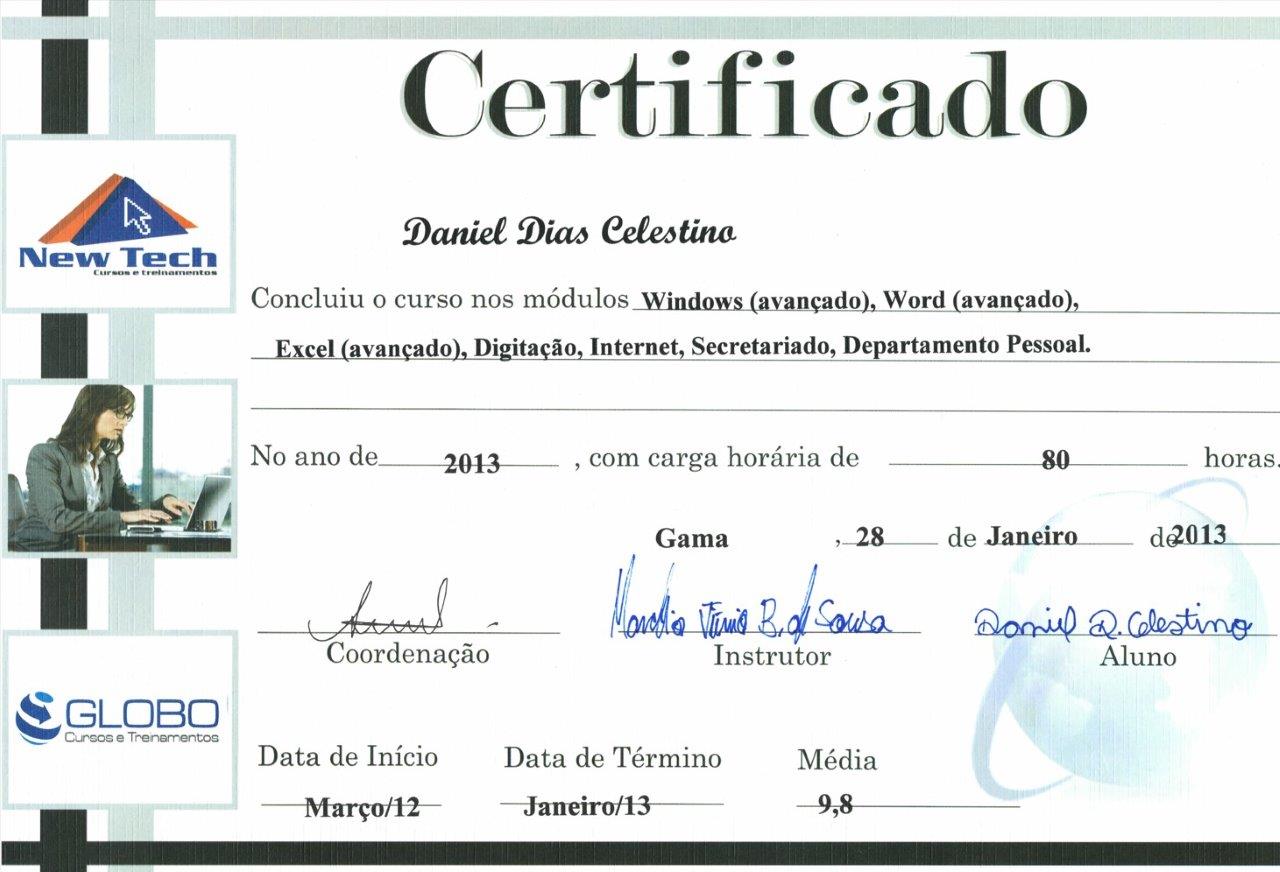 Certificado
New Tech
Cursos e treinamentos
Daniel Dias Celestino
Concluiu o curso nos módulos Windows (avançado), Word (avançado),
Excel (avançado), Digitação, Internet, Secretariado, Departamento Pessoal.
No ano de 2013 , com carga horária de 80 horas.
Gama , 28 de Janeiro de 2013
B. de Sousa Daniel D. Celestino
Coordenação Instrutor Aluno
GLOBO
Cursos e Treinamentos
Data de Início Data de Término Média
Março/12 Janeiro/13 9,8